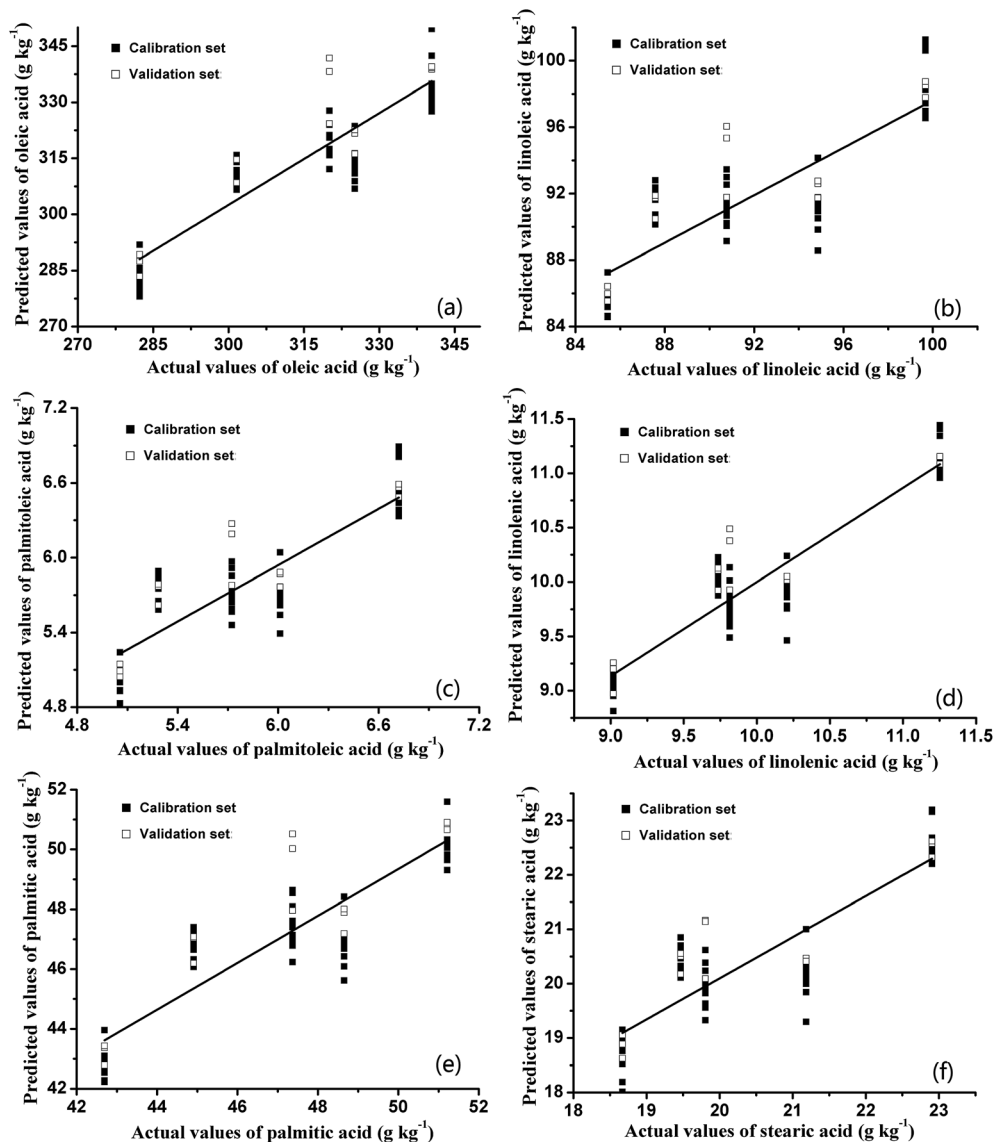 345
330
315
300
285
270
Predicted values of oleic acid (g kg⁻¹)
Calibration set
Validation set
(a)
270 285 300 315 330 345
Actual values of oleic acid (g kg⁻¹)
100
96
92
88
84
Predicted values of linoleic acid (g kg⁻¹)
Calibration set
Validation set
(b)
84 88 92 96 100
Actual values of linoleic acid (g kg⁻¹)
7.2
6.6
6.0
5.4
4.8
Predicted values of palmitoleic acid (g kg⁻¹)
Calibration set
Validation set
(c)
4.8 5.4 6.0 6.6 7.2
Actual values of palmitoleic acid (g kg⁻¹)
11.5
11.0
10.5
10.0
9.5
9.0
Predicted values of linolenic acid (g kg⁻¹)
Calibration set
Validation set
(d)
9.0 9.5 10.0 10.5 11.0 11.5
Actual values of linolenic acid (g kg⁻¹)
52
50
48
46
44
42
Predicted values of palmitic acid (g kg⁻¹)
Calibration set
Validation set
(e)
42 44 46 48 50 52
Actual values of palmitic acid (g kg⁻¹)
23
22
21
20
19
18
Predicted values of stearic acid (g kg⁻¹)
Calibration set
Validation set
(f)
18 19 20 21 22 23
Actual values of stearic acid (g kg⁻¹)